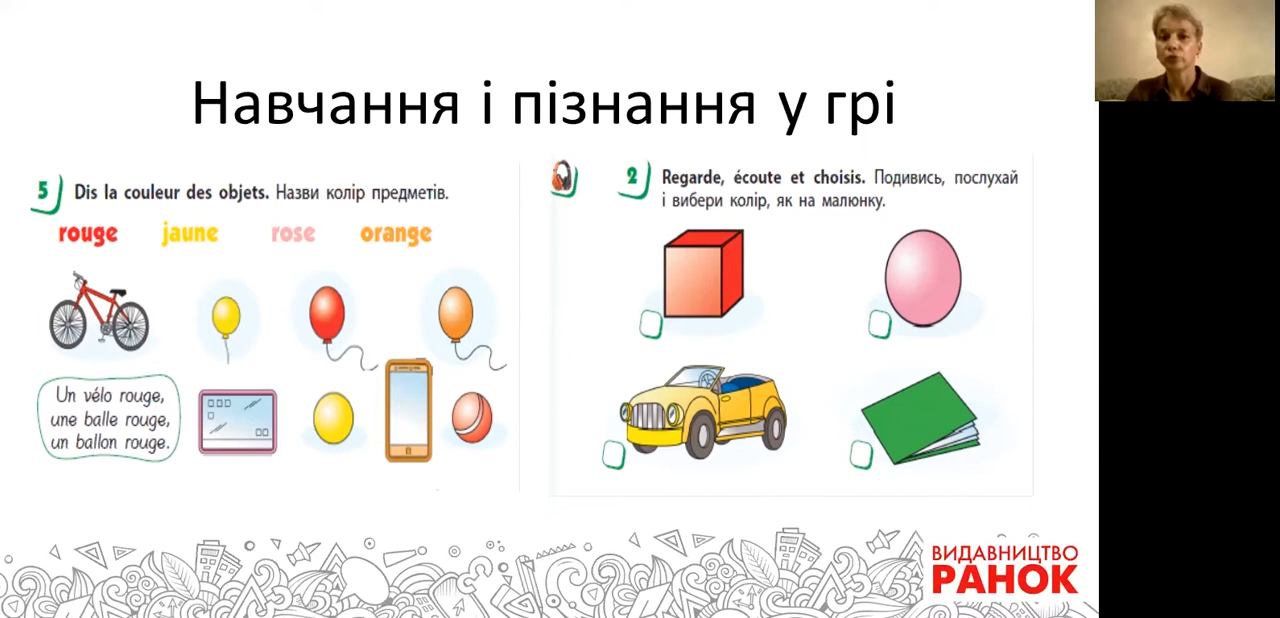 Навчання і пізнання у грі
5 Dis la couleur des objets. Назви колір предметів.
rouge jaune rose orange
Un vélo rouge,
une balle rouge,
un ballon rouge.
2 Regarde, écoute et choisis. Подивись, послухай
і вибери колір, як на малюнку.
ВИДАВНИЦТВО
РАНОК